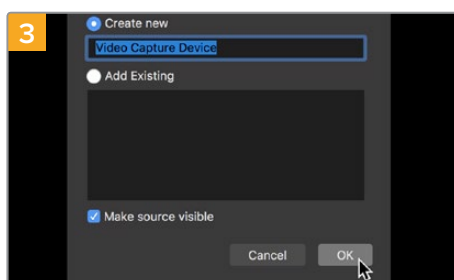 3
Create new
Video Capture Device
Add Existing
Make source visible
Cancel OK